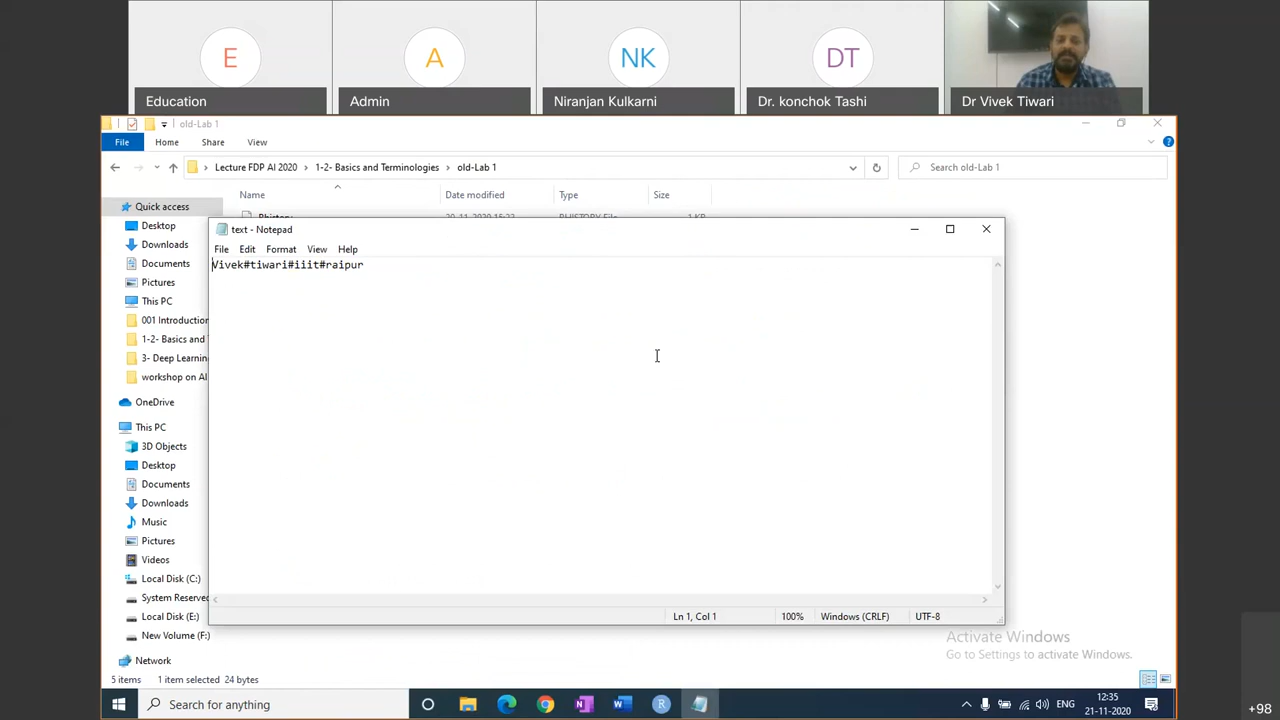 E
A
NK
DT
Education
Admin
Niranjan Kulkarni
Dr. konchok Tashi
Dr Vivek Tiwari
old-Lab 1
File Home Share View
Lecture FDP AI 2020 > 1-2- Basics and Terminologies > old-Lab 1
Search old-Lab 1
Name Date modified Type Size
Quick access
Desktop
Downloads
Documents
Pictures
This PC
001 Introduction
1-2- Basics and T
3- Deep Learning
workshop on AI
OneDrive
This PC
3D Objects
Desktop
Documents
Downloads
Music
Pictures
Videos
Local Disk (C:)
System Reserved
Local Disk (E:)
New Volume (F:)
Network
5 items 1 item selected 24 bytes
text - Notepad
File Edit Format View Help
Vivek#tiwari#iiit#raipur
Ln 1, Col 1 100% Windows (CRLF) UTF-8
Activate Windows
Go to Settings to activate Windows.
Search for anything
ENG
12:35
21-11-2020
+98